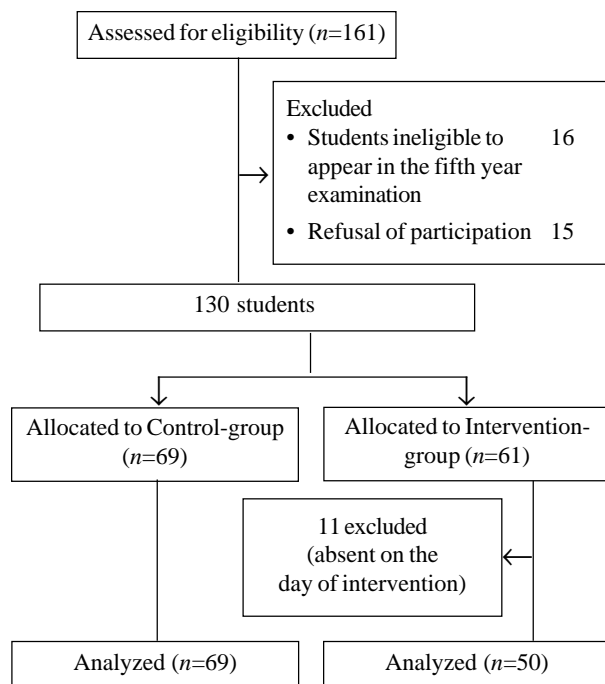 Assessed for eligibility (n=161)
Excluded
• Students ineligible to 16
appear in the fifth year
examination
• Refusal of participation 15
130 students
Allocated to Control-group
(n=69)
Allocated to Intervention-
group (n=61)
11 excluded
(absent on the
day of intervention)
Analyzed (n=69)
Analyzed (n=50)